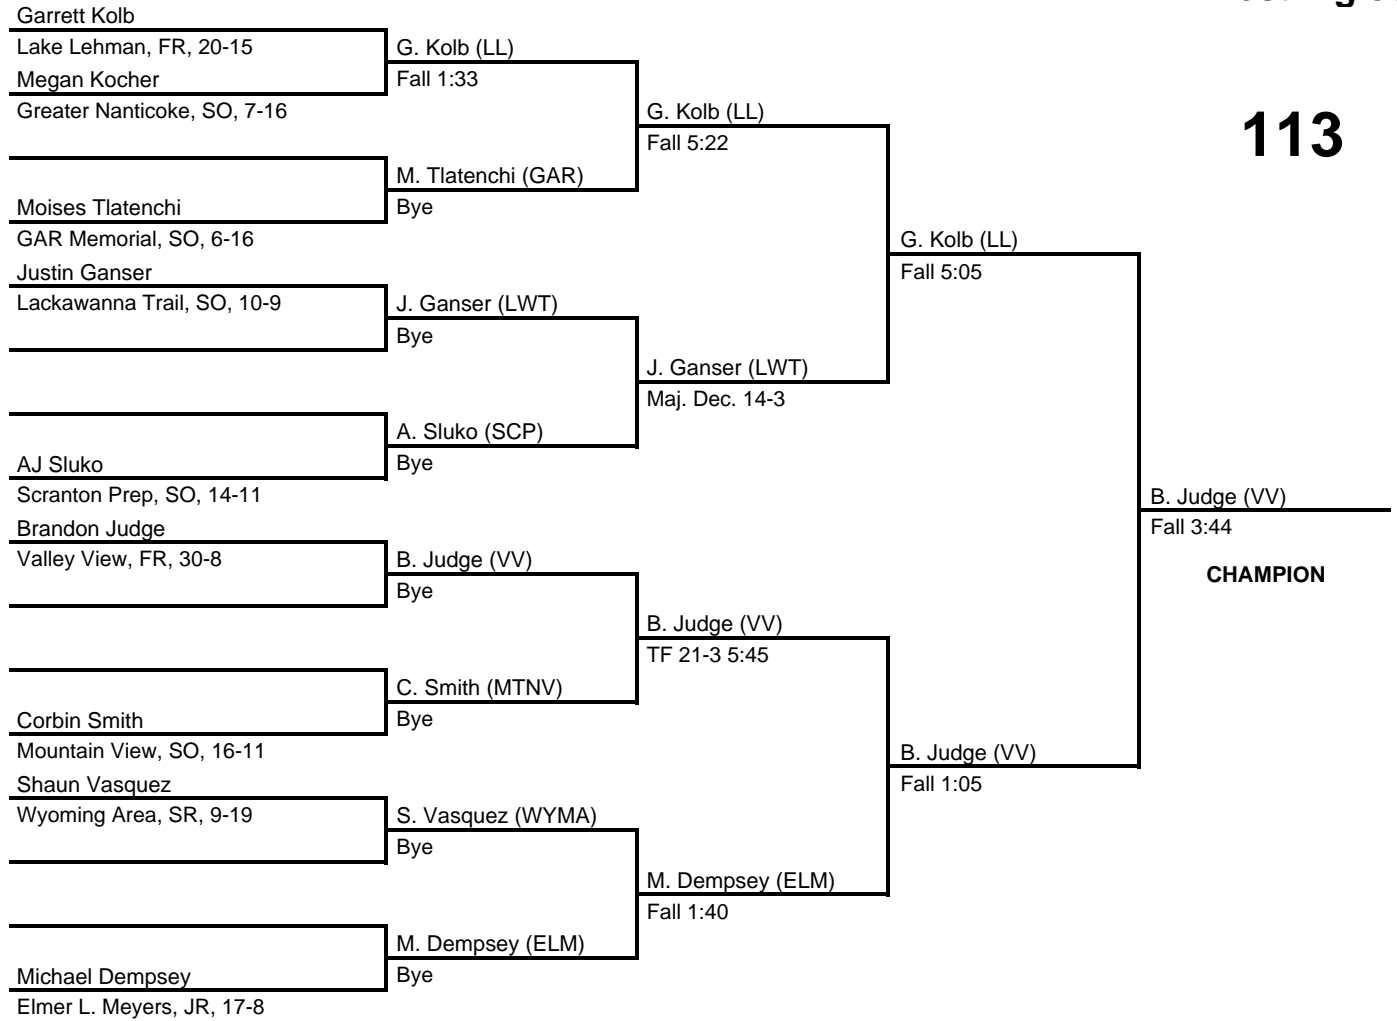 Garrett Kolb
Lake Lehman, FR, 20-15
Megan Kocher
Greater Nanticoke, SO, 7-16
Moises Tlatenchi
GAR Memorial, SO, 6-16
Justin Ganser
Lackawanna Trail, SO, 10-9
AJ Sluko
Scranton Prep, SO, 14-11
Brandon Judge
Valley View, FR, 30-8
Corbin Smith
Mountain View, SO, 16-11
Shaun Vasquez
Wyoming Area, SR, 9-19
Michael Dempsey
Elmer L. Meyers, JR, 17-8
G. Kolb (LL)
Fall 1:33
M. Tlatenchi (GAR)
Bye
J. Ganser (LWT)
Bye
A. Sluko (SCP)
Bye
B. Judge (VV)
Bye
C. Smith (MTNV)
Bye
S. Vasquez (WYMA)
Bye
M. Dempsey (ELM)
Bye
G. Kolb (LL)
Fall 5:22
J. Ganser (LWT)
Maj. Dec. 14-3
B. Judge (VV)
TF 21-3 5:45
M. Dempsey (ELM)
Fall 1:40
G. Kolb (LL)
Fall 5:05
B. Judge (VV)
Fall 1:05
113
B. Judge (VV)
Fall 3:44
CHAMPION